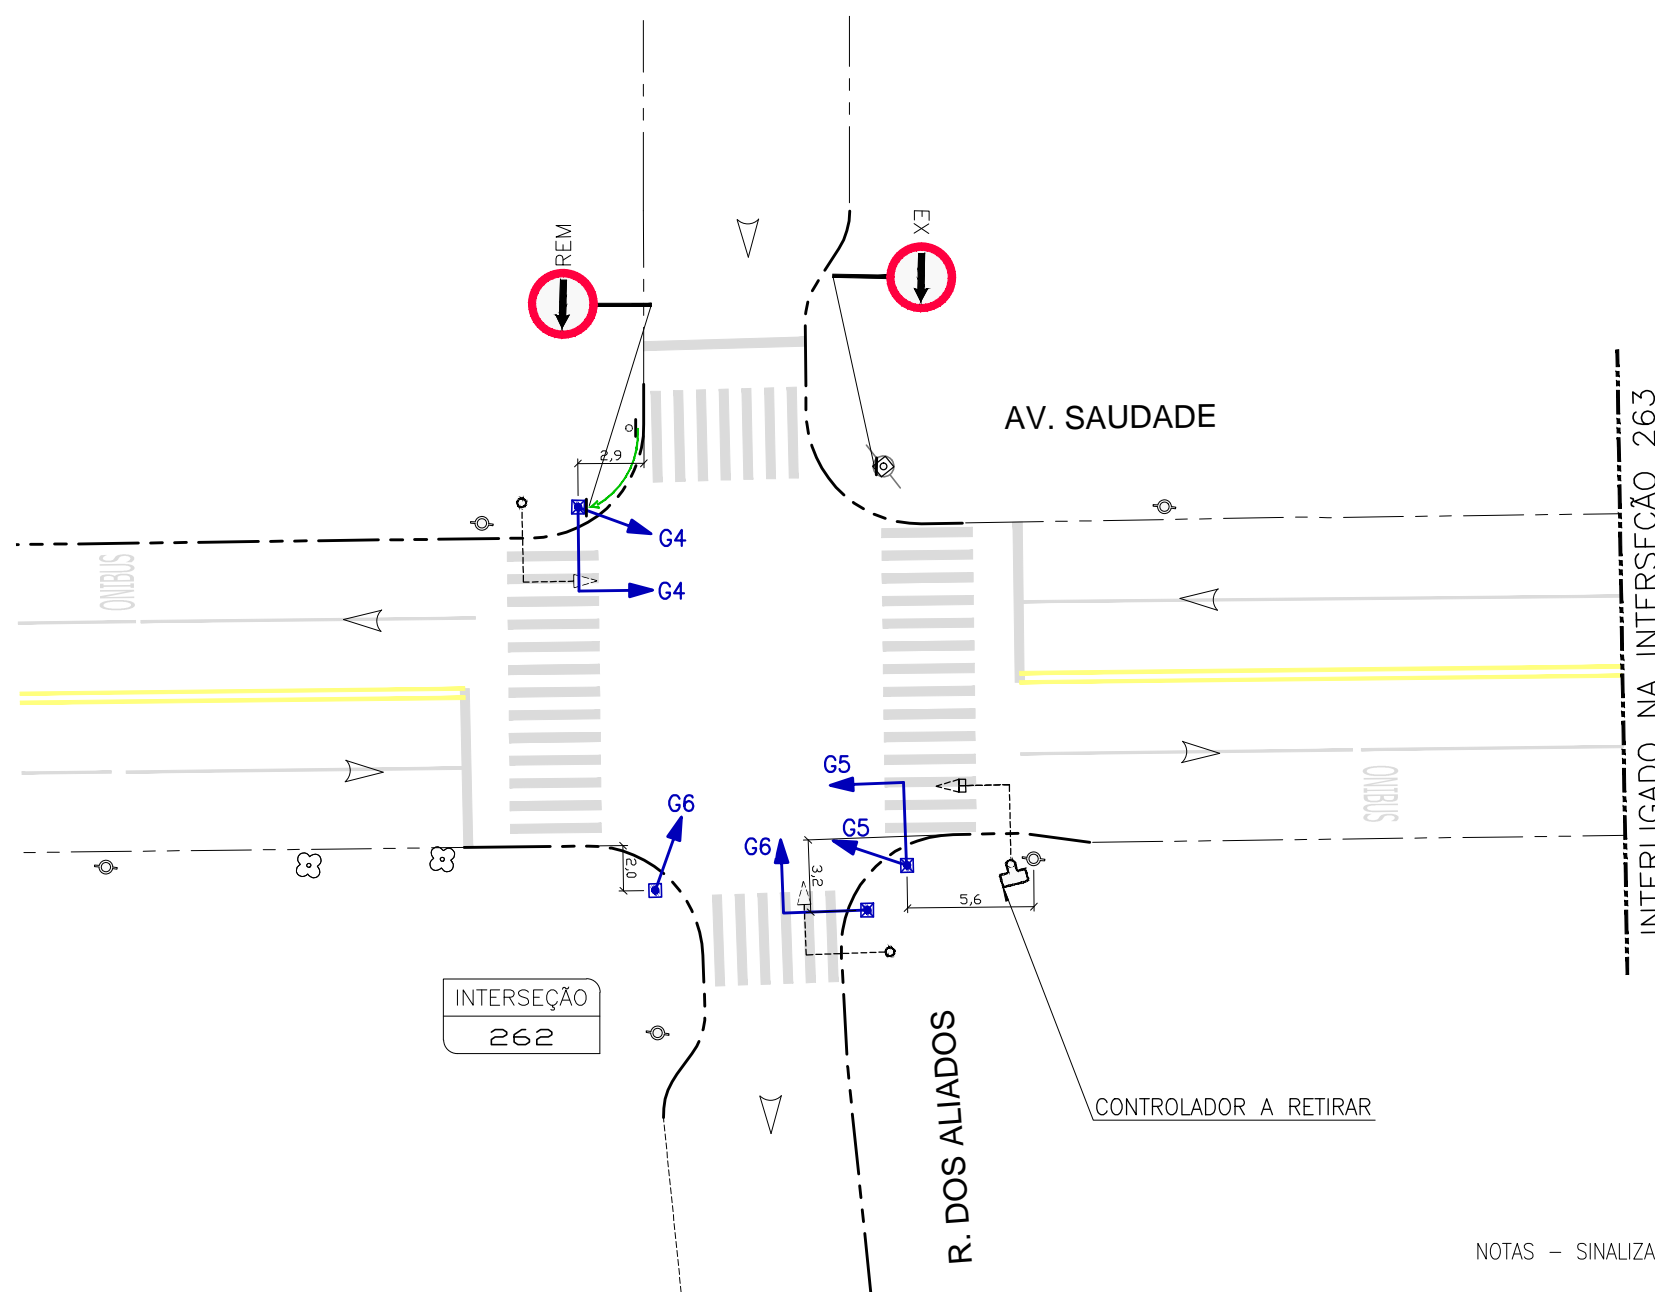 REM
EX
AV. SAUDADE
INTERLIGADO NA INTERSEÇÃO 263
2,9
G4
G4
ONIBUS
G5
ONIBUS
G6
G5
G6
2,0
3,2
5,6
INTERSEÇÃO
262
R. DOS ALIADOS
CONTROLADOR A RETIRAR
NOTAS – SINALIZA